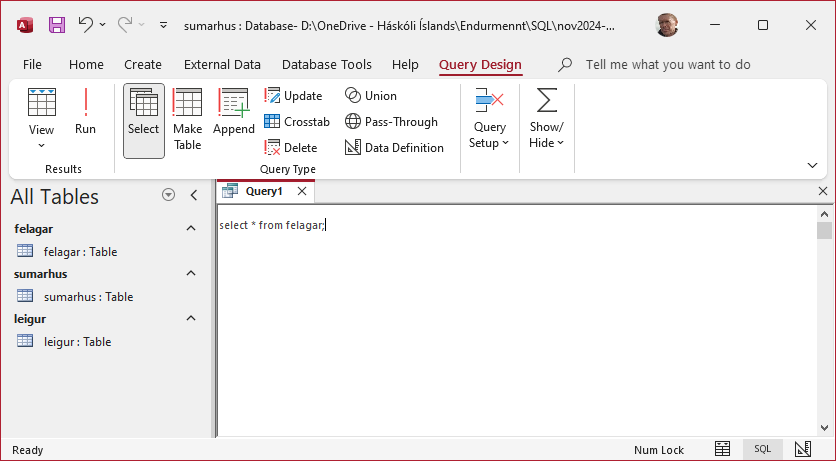 sumarhus : Database- D:\OneDrive - Háskóli Íslands\Endurmennt\SQL\nov2024-...
File Home Create External Data Database Tools Help Query Design Tell me what you want to do
View
Run
Results
Select
Make Table
Append
Update
Crosstab
Delete
Union
Pass-Through
Data Definition
Query Type
Query Setup
Show/ Hide
All Tables
felagar
felagar : Table
sumarhus
sumarhus : Table
leigur
leigur : Table
Query1
select * from felagar;
Ready Num Lock SQL